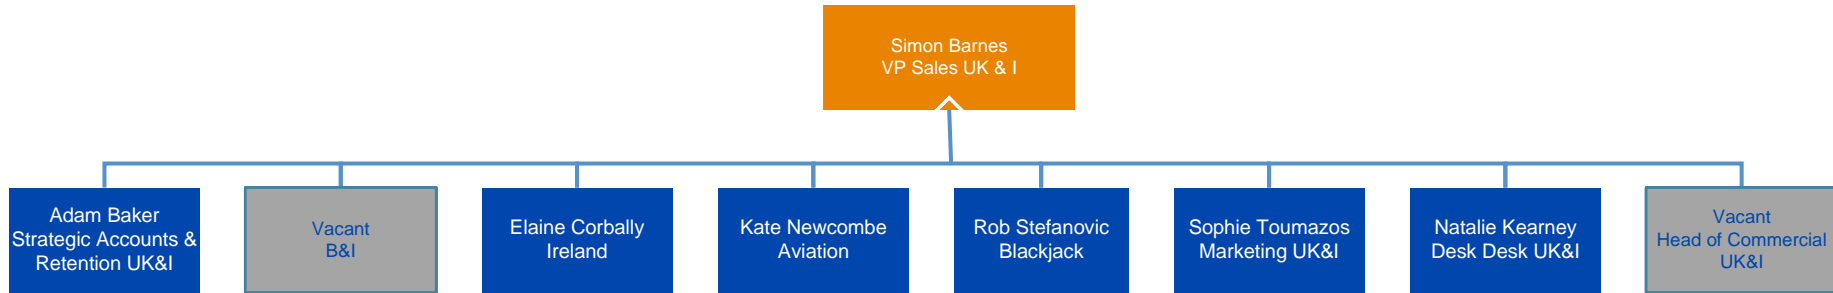 Simon Barnes
VP Sales UK & I
Adam Baker
Strategic Accounts &
Retention UK&I
Vacant
B&I
Elaine Corbally
Ireland
Kate Newcombe
Aviation
Rob Stefanovic
Blackjack
Sophie Toumazos
Marketing UK&I
Natalie Kearney
Desk Desk UK&I
Vacant
Head of Commercial
UK&I